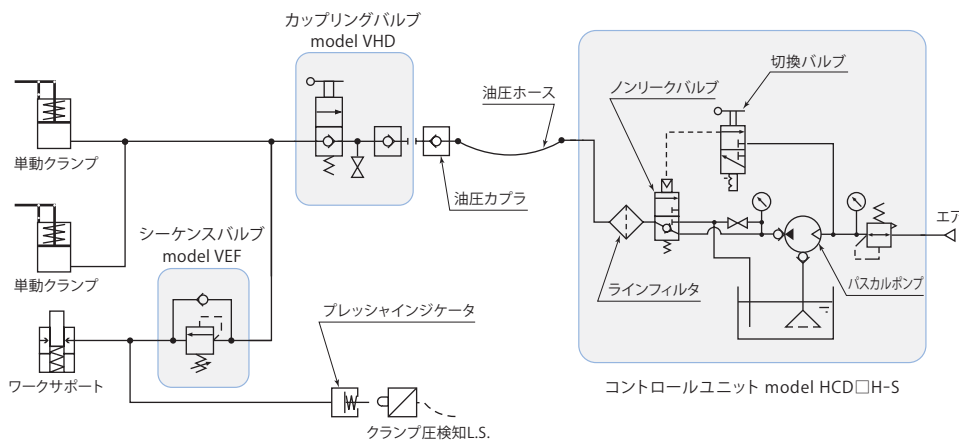 カップリングバルブ
model VHD
切換バルブ
ノンリークバルブ
油圧ホース
単動クランプ
油圧カプラ
シーケンスバルブ
model VEF
エア
単動クランプ
ラインフィルタ
パスカルポンプ
プレッシャインジケータ
ワークサポート
コントロールユニット model HCD□H-S
クランプ圧検知L.S.